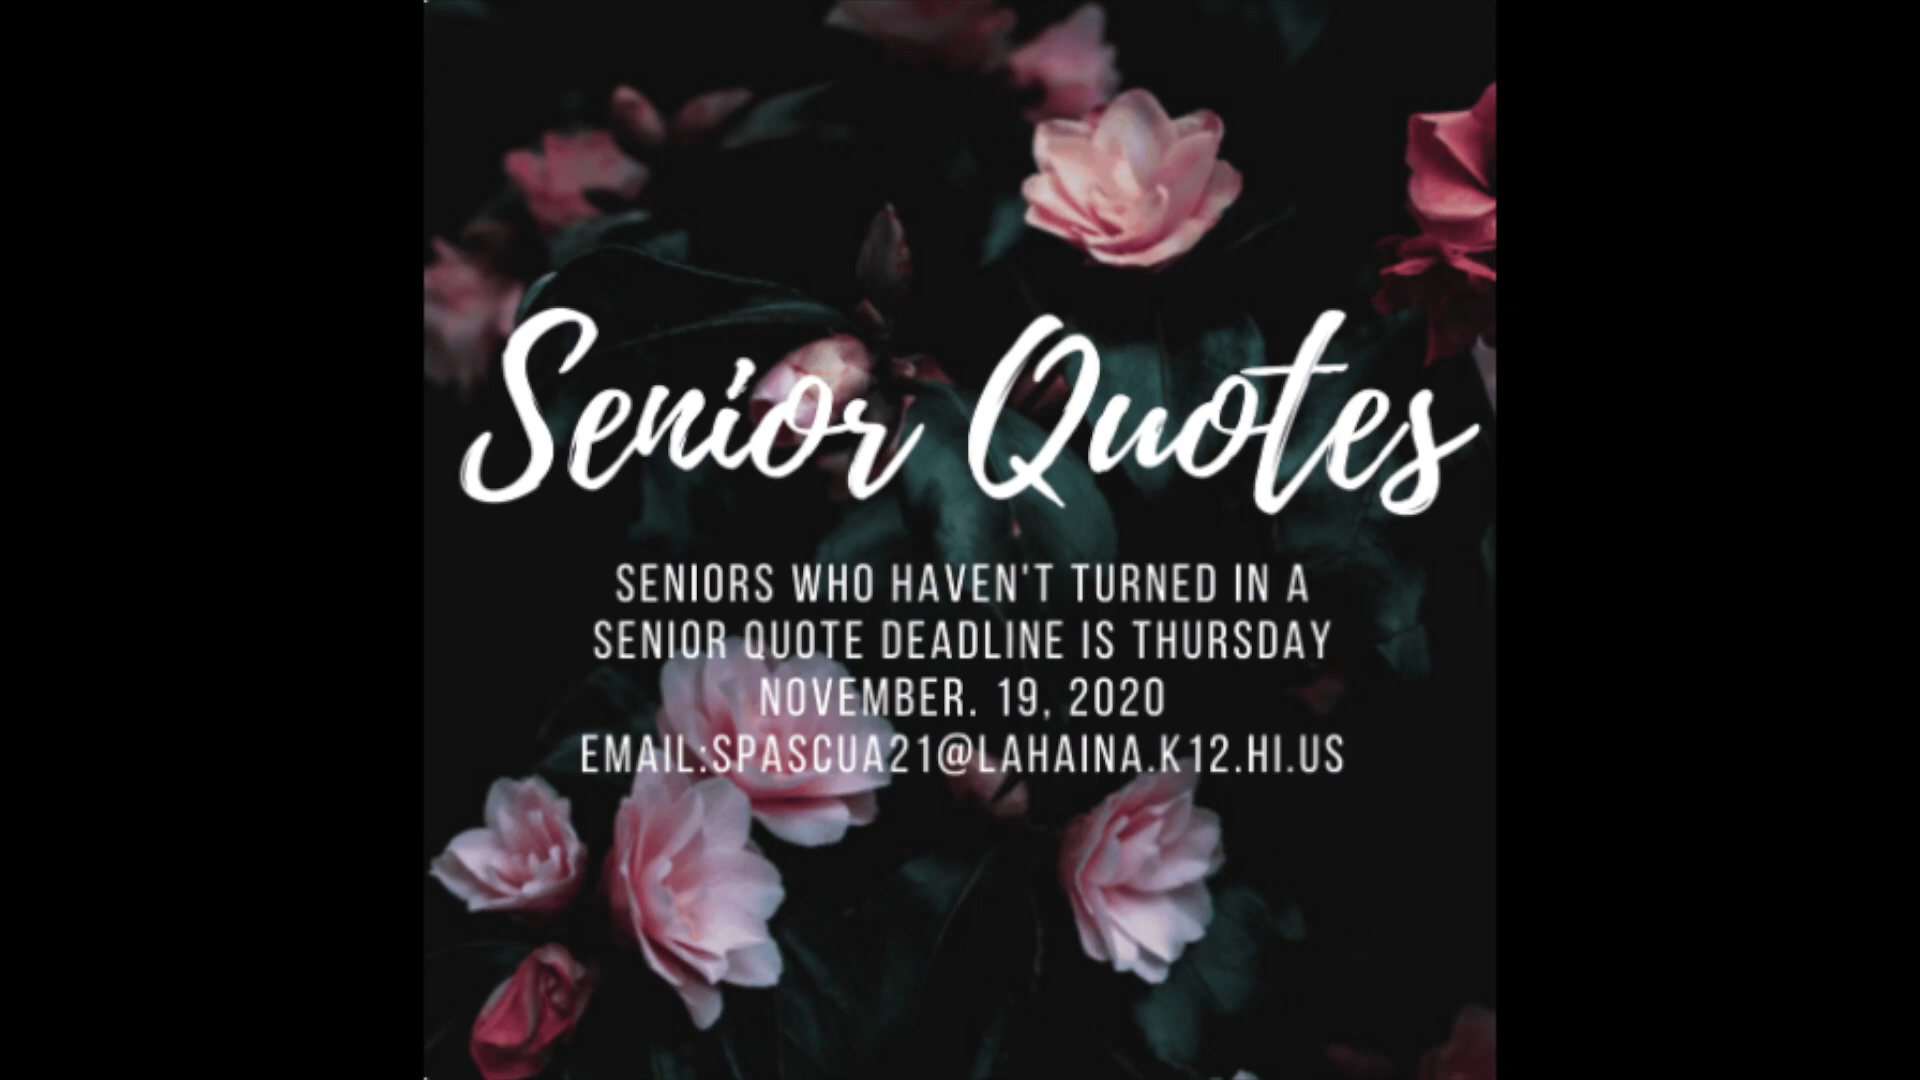 Senior Quotes
SENIORS WHO HAVEN'T TURNED IN A
SENIOR QUOTE DEADLINE IS THURSDAY
NOVEMBER. 19, 2020
EMAIL:SPASCUA21@LAHAINA.K12.HI.US